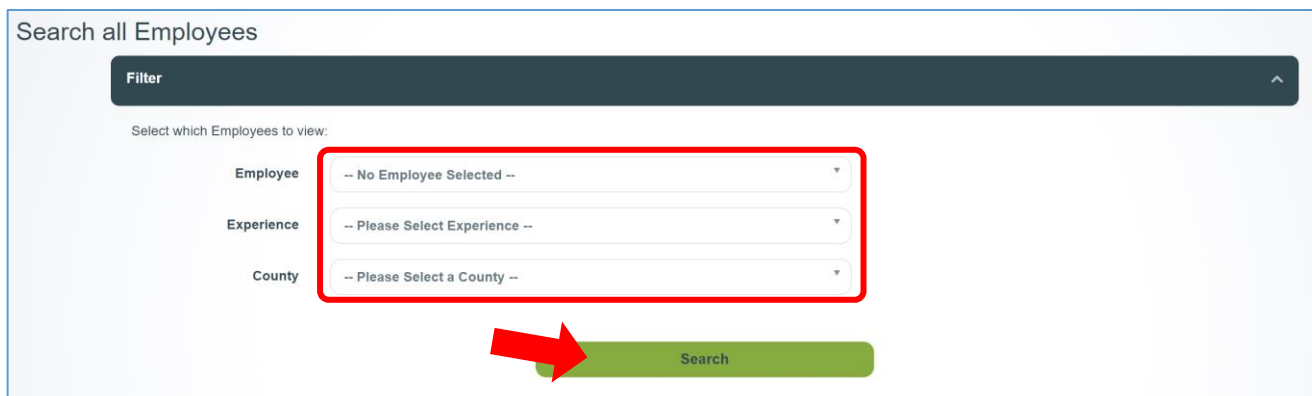 Search all Employees
Filter
Select which Employees to view:
Employee -- No Employee Selected --
Experience -- Please Select Experience --
County -- Please Select a County --
Search